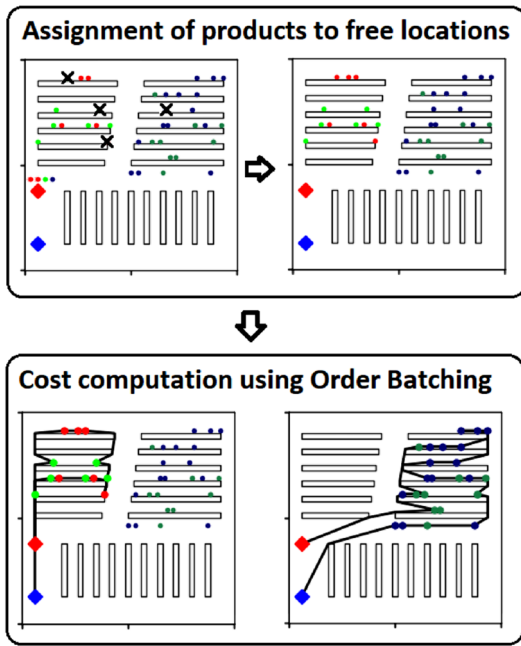 Assignment of products to free locations
Cost computation using Order Batching